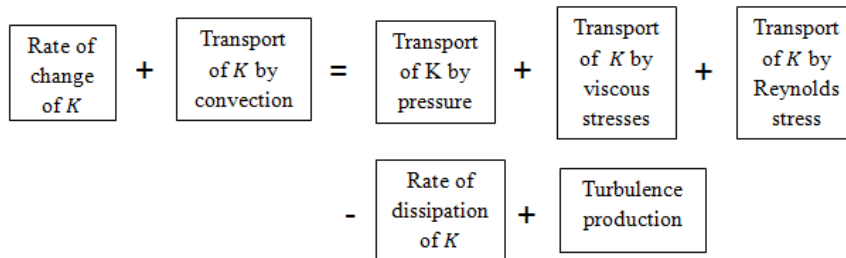 Rate of
change
of K
+
Transport
of K by
convection
=
Transport
of K by
pressure
+
Transport
of K by
viscous
stresses
+
Transport
of K by
Reynolds
stress
-
Rate of
dissipation
of K
+
Turbulence
production